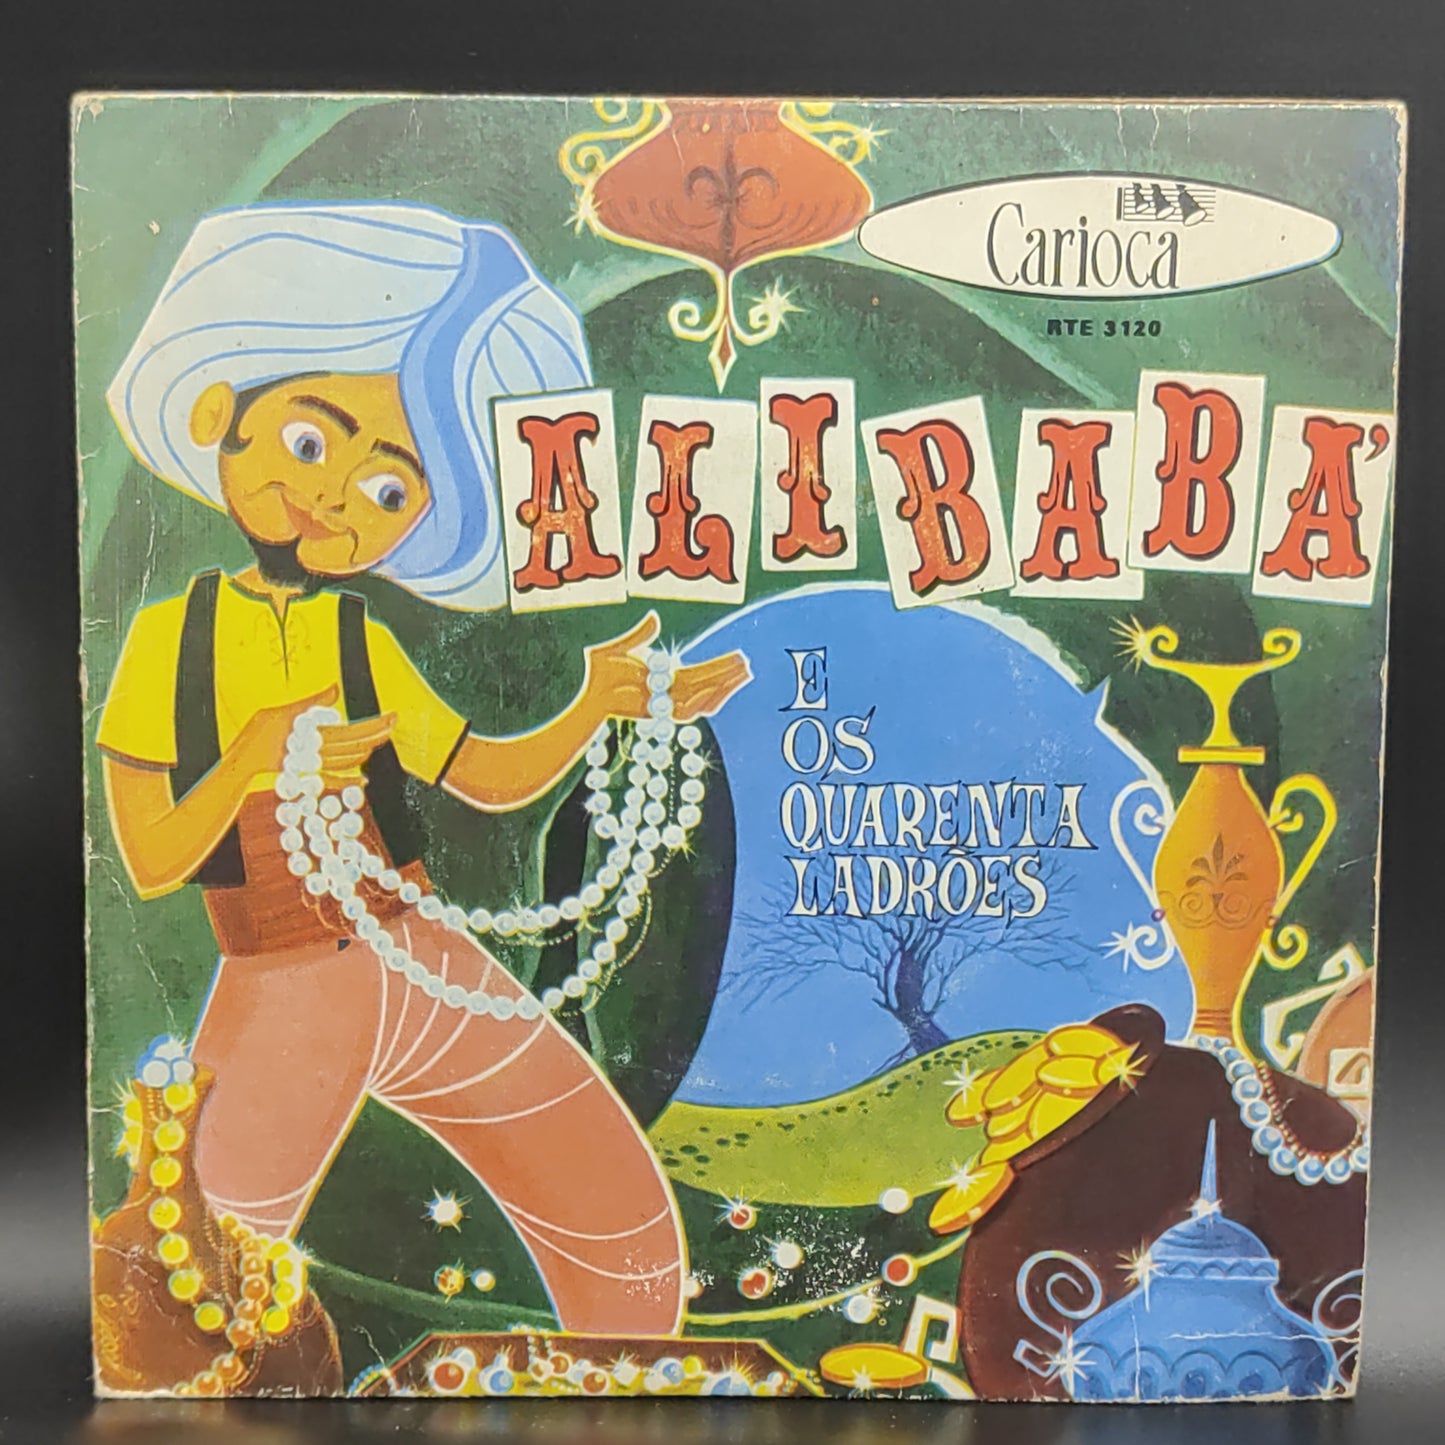 Carioca
RTE 3120
ALIBABA'
E
OS
QUARENTA
LADRÕES